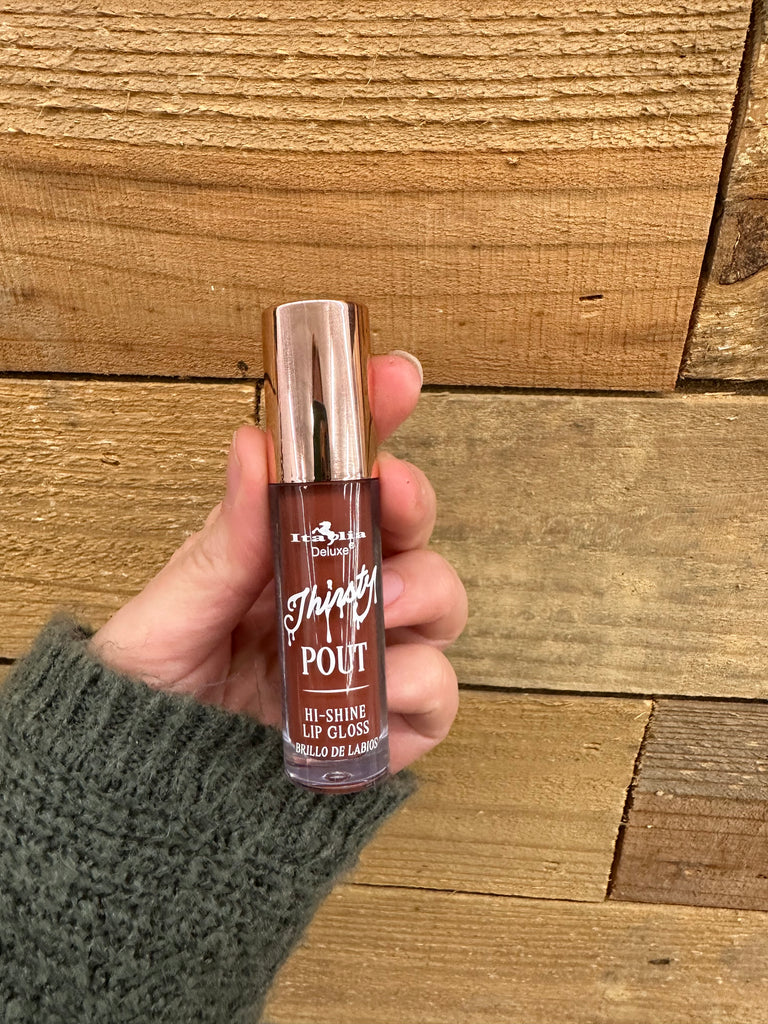 Italia
Deluxe®
Thirsty
POUT
HI-SHINE
LIP GLOSS
BRILLO DE LABIOS